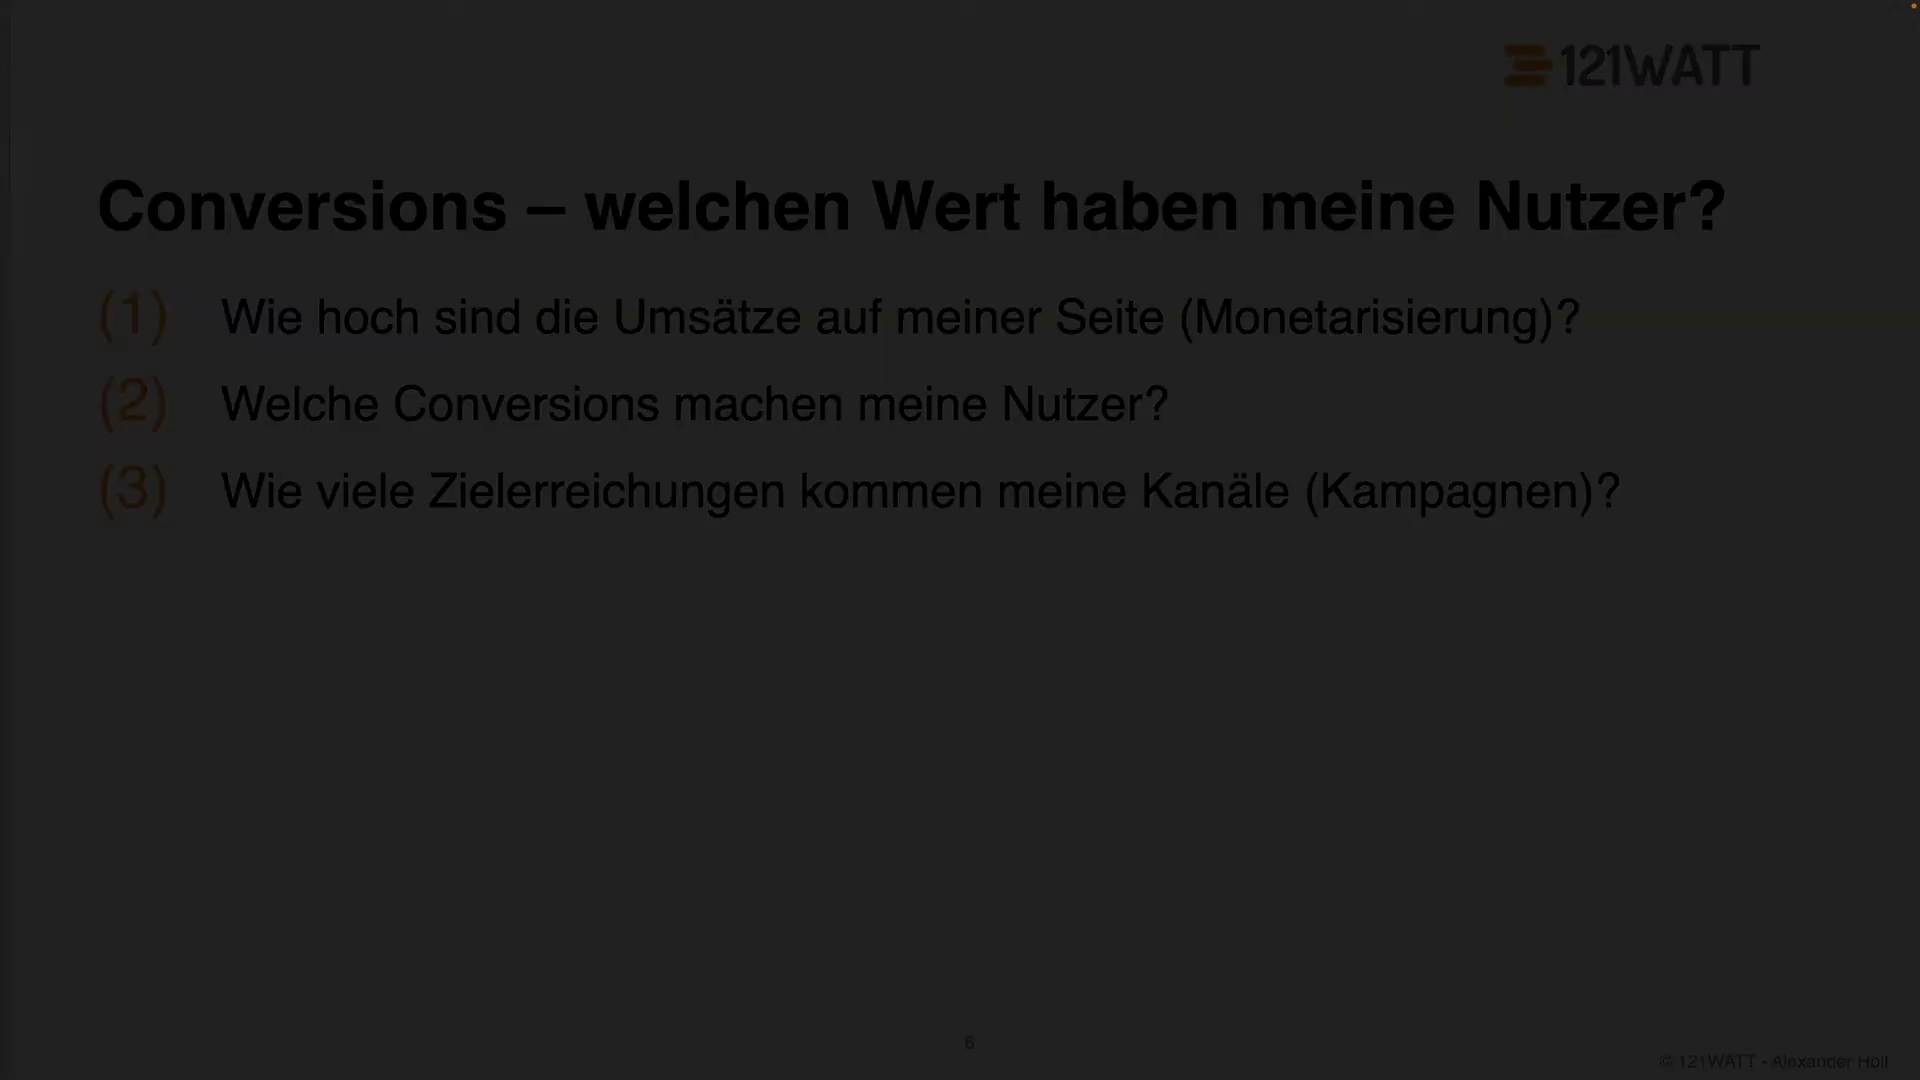 121WATT
Conversions – welchen Wert haben meine Nutzer?
(1) Wie hoch sind die Umsätze auf meiner Seite (Monetarisierung)?
(2) Welche Conversions machen meine Nutzer?
(3) Wie viele Zielerreichungen kommen meine Kanäle (Kampagnen)?
6
© 121WATT - Alexander Holl